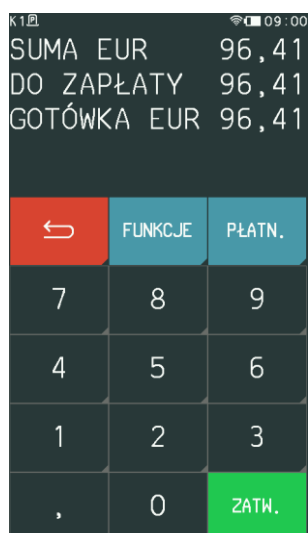 K1 09:00
SUMA EUR 96,41
DO ZAPŁATY 96,41
GOTÓWKA EUR 96,41
FUNKCJE PŁATN.
7 8 9
4 5 6
1 2 3
, 0 ZATW.